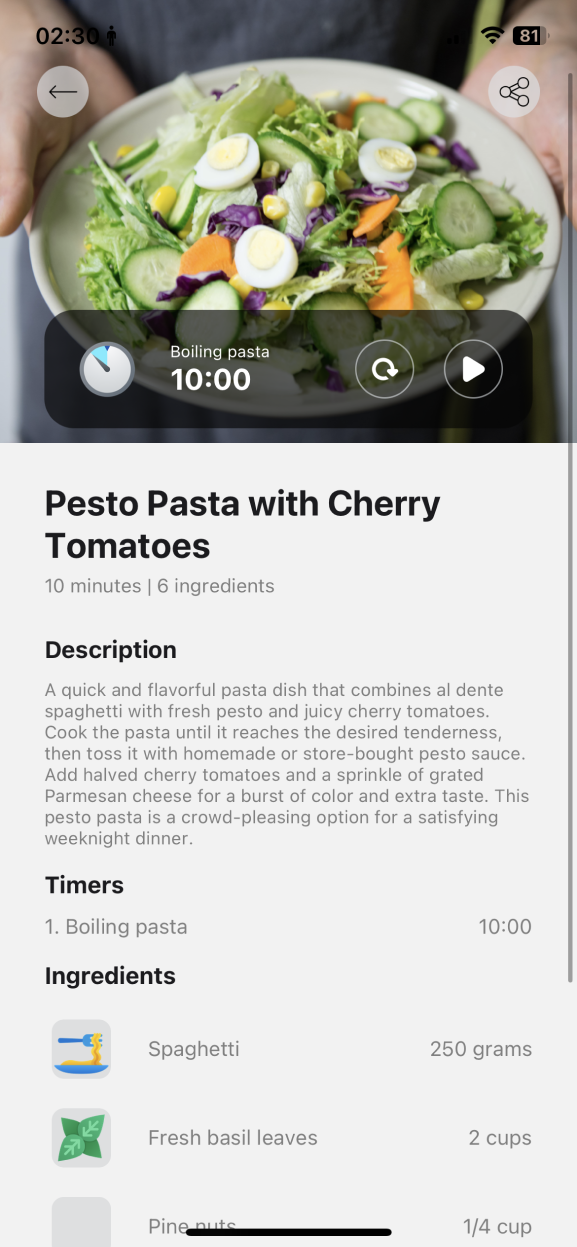 02:30
81
Boiling pasta
10:00
Pesto Pasta with Cherry
Tomatoes
10 minutes | 6 ingredients
Description
A quick and flavorful pasta dish that combines al dente
spaghetti with fresh pesto and juicy cherry tomatoes.
Cook the pasta until it reaches the desired tenderness,
then toss it with homemade or store-bought pesto sauce.
Add halved cherry tomatoes and a sprinkle of grated
Parmesan cheese for a burst of color and extra taste. This
pesto pasta is a crowd-pleasing option for a satisfying
weeknight dinner.
Timers
1. Boiling pasta 10:00
Ingredients
Spaghetti 250 grams
Fresh basil leaves 2 cups
Pine nuts 1/4 cup